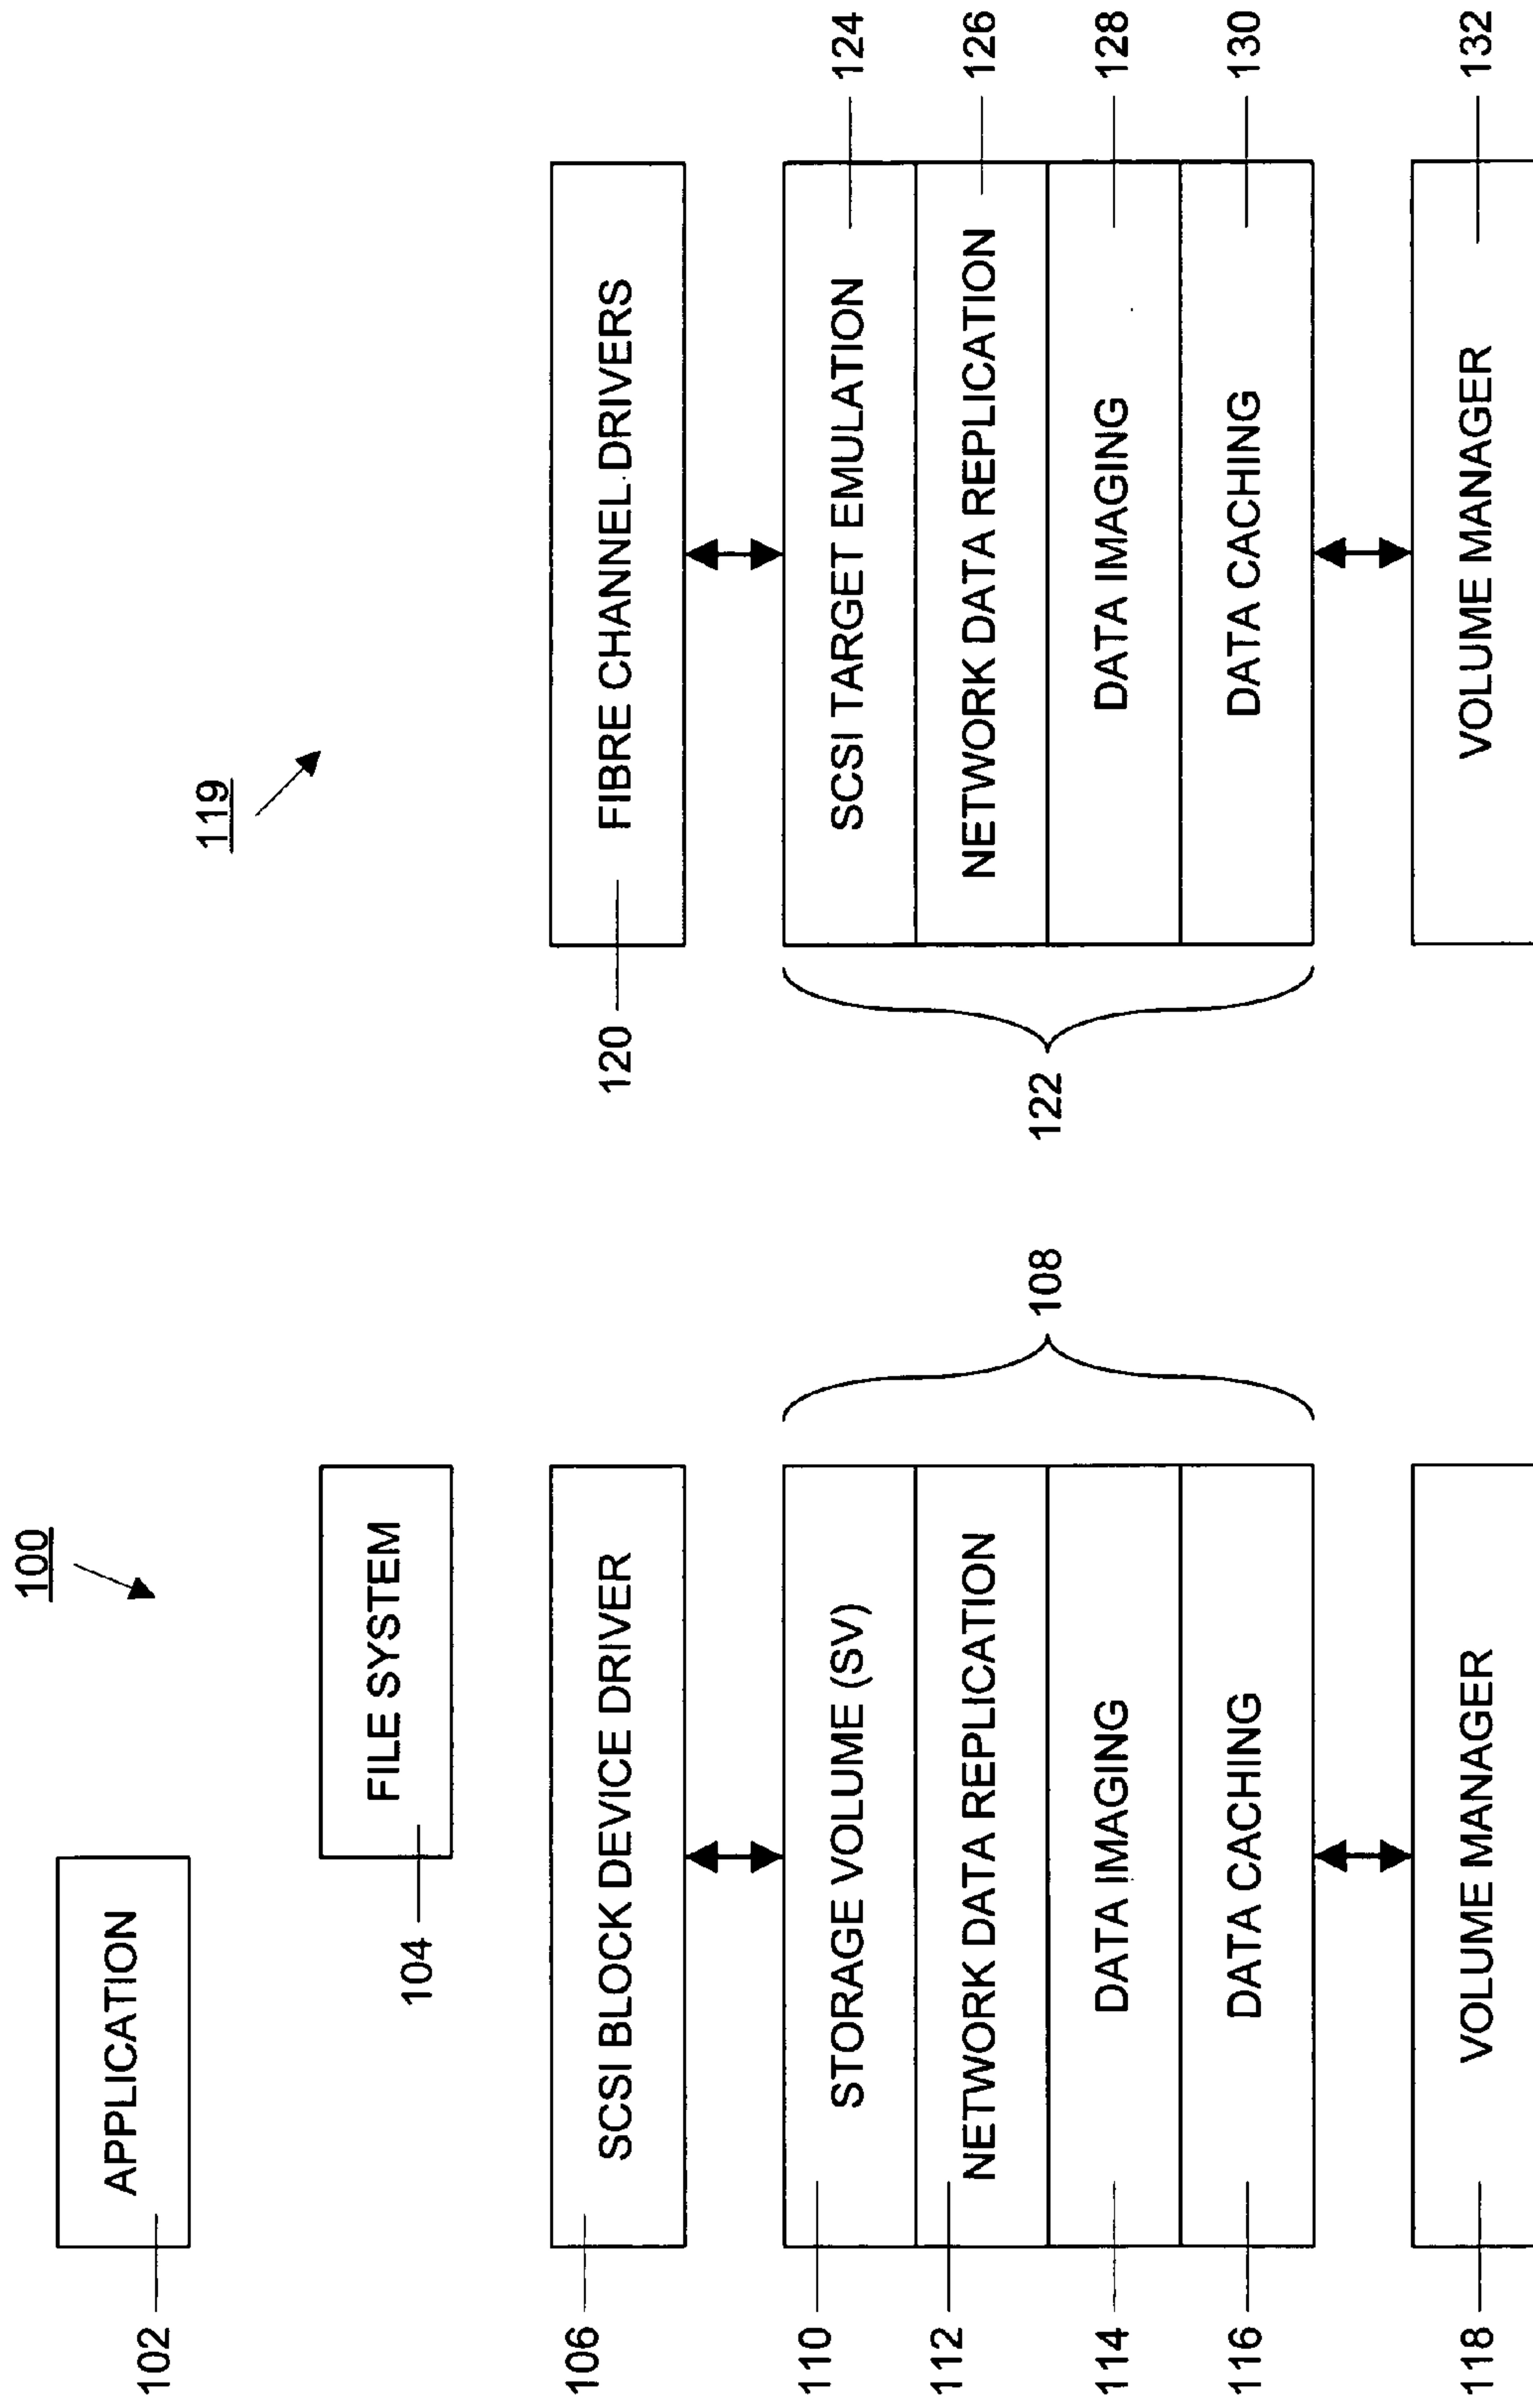 100
APPLICATION
102
FILE SYSTEM
104
SCSI BLOCK DEVICE DRIVER
106
STORAGE VOLUME (SV)
110
NETWORK DATA REPLICATION
112
DATA IMAGING
114
DATA CACHING
116
108
VOLUME MANAGER
118
119
FIBRE CHANNEL DRIVERS
120
SCSI TARGET EMULATION
124
NETWORK DATA REPLICATION
126
DATA IMAGING
128
DATA CACHING
130
122
VOLUME MANAGER
132